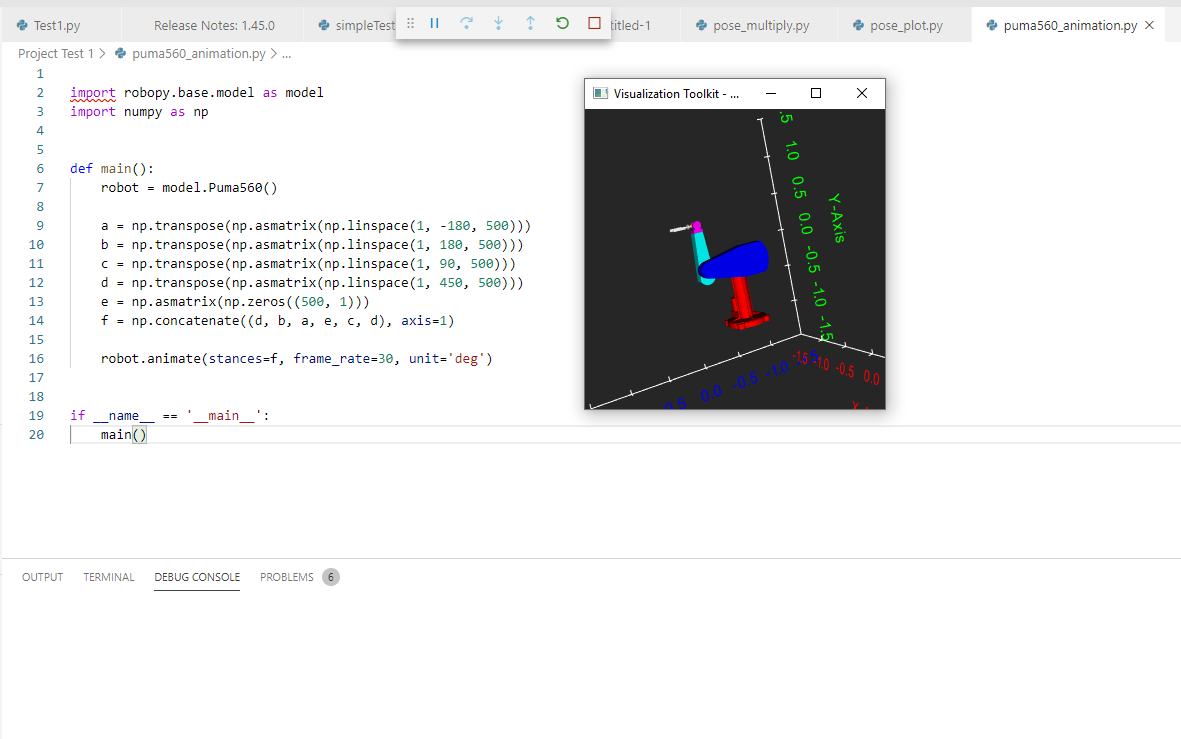 Test1.py
Release Notes: 1.45.0
simpleTest
titled-1
pose_multiply.py
pose_plot.py
puma560_animation.py
Project Test 1 > puma560_animation.py > ...
1
2 import robopy.base.model as model
3 import numpy as np
4
5
6 def main():
7 robot = model.Puma560()
8
9 a = np.transpose(np.asmatrix(np.linspace(1, -180, 500)))
10 b = np.transpose(np.asmatrix(np.linspace(1, 180, 500)))
11 c = np.transpose(np.asmatrix(np.linspace(1, 90, 500)))
12 d = np.transpose(np.asmatrix(np.linspace(1, 450, 500)))
13 e = np.asmatrix(np.zeros((500, 1)))
14 f = np.concatenate((d, b, a, e, c, d), axis=1)
15
16 robot.animate(stances=f, frame_rate=30, unit='deg')
17
18
19 if __name__ == '__main__':
20 main()
Visualization Toolkit - ...
.5 1.0 0.5 0.0 -0.5 -1.0 -1.5
Y-Axis
-1.5 -1.0 -0.5 0.0
0.5 0.0 -0.5 -1.0
OUTPUT
TERMINAL
DEBUG CONSOLE
PROBLEMS 6